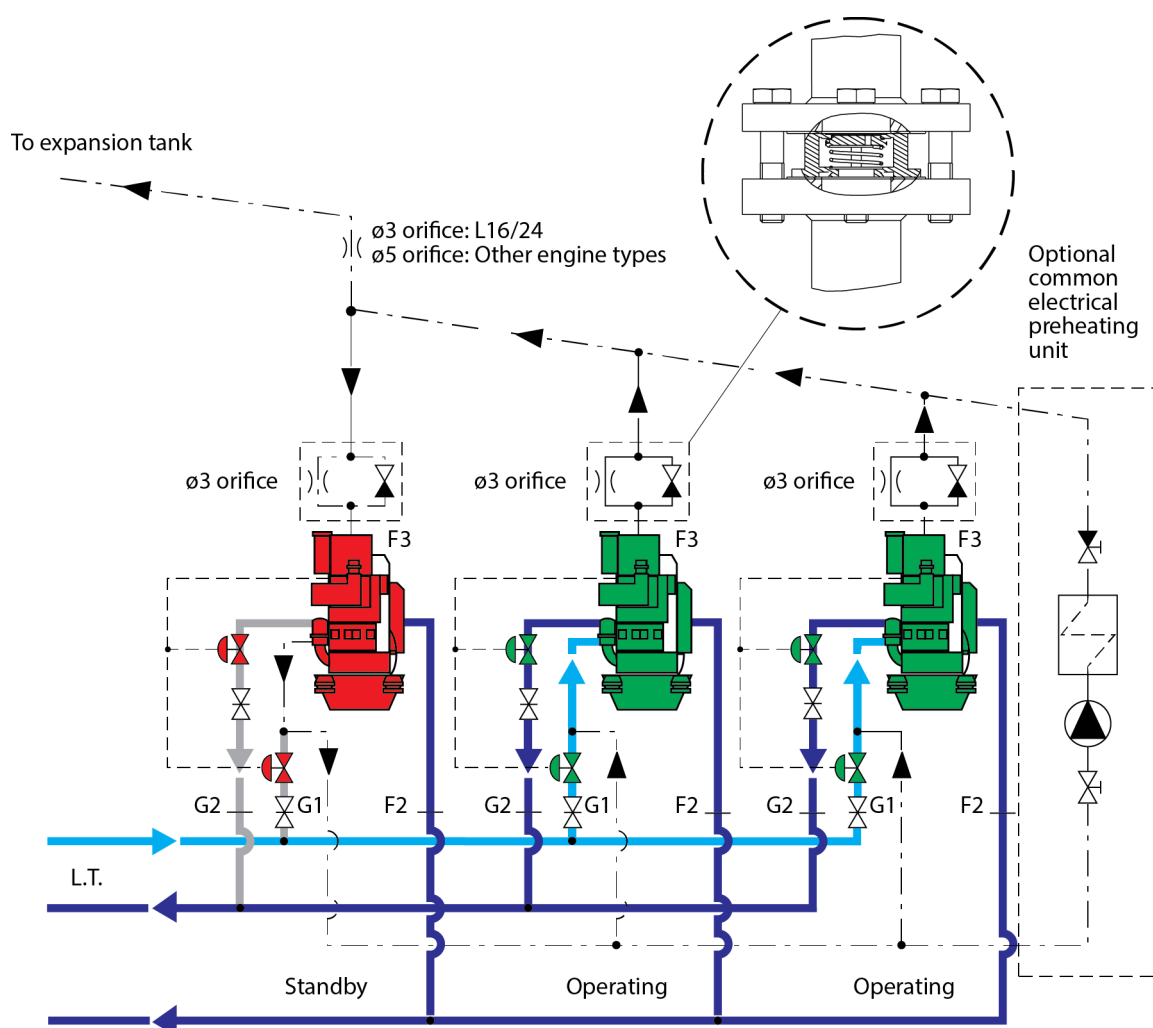 To expansion tank
ø3 orifice: L16/24
ø5 orifice: Other engine types
Optional
common
electrical
preheating
unit
ø3 orifice
ø3 orifice
ø3 orifice
F3
F3
F3
G2
G1
F2
G2
G1
F2
G2
G1
F2
L.T.
Standby
Operating
Operating